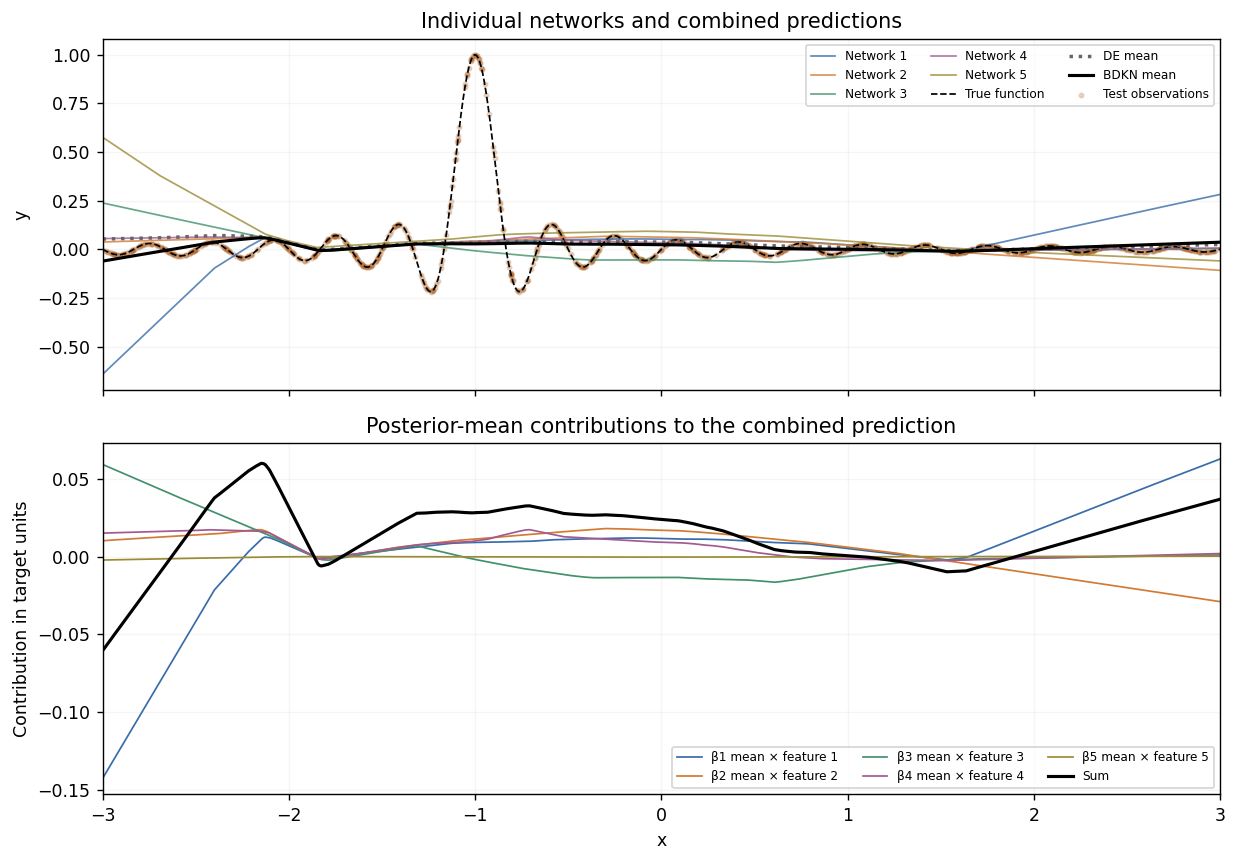 Individual networks and combined predictions
1.00
0.75
0.50
0.25
0.00
−0.25
−0.50
y
Network 1
Network 2
Network 3
Network 4
Network 5
True function
DE mean
BDKN mean
Test observations
Posterior-mean contributions to the combined prediction
0.05
0.00
−0.05
−0.10
−0.15
Contribution in target units
β1 mean × feature 1
β2 mean × feature 2
β3 mean × feature 3
β4 mean × feature 4
β5 mean × feature 5
Sum
−3 −2 −1 0 1 2 3
x